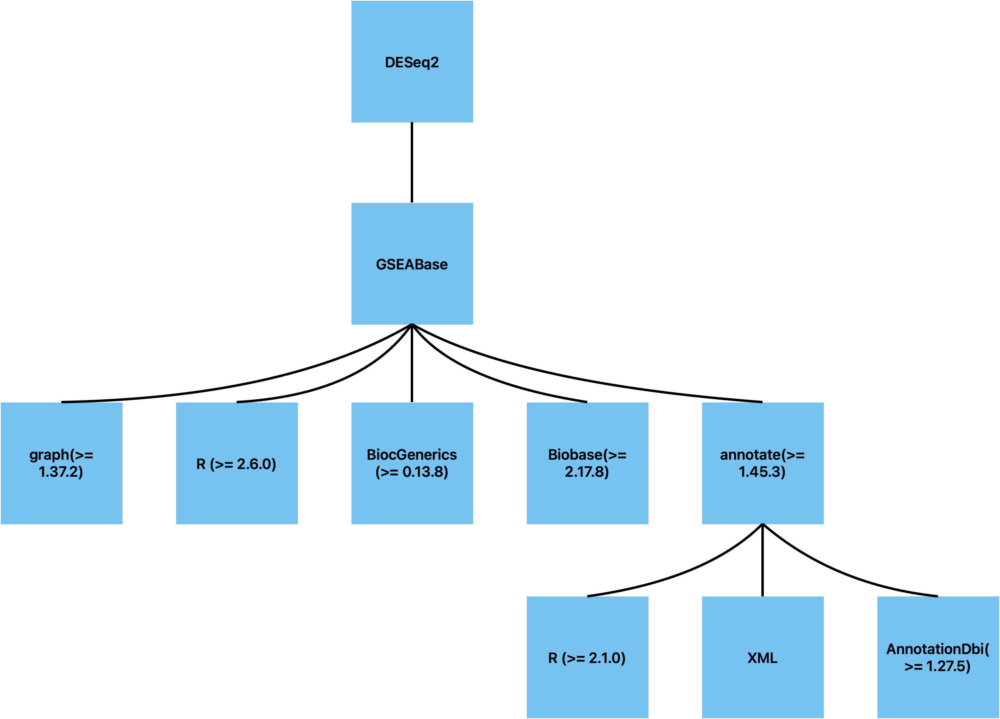 DESeq2
GSEABase
graph(>=
1.37.2)
R (>= 2.6.0)
BiocGenerics
(>= 0.13.8)
Biobase(>=
2.17.8)
annotate(>=
1.45.3)
R (>= 2.1.0)
XML
AnnotationDbi(
>= 1.27.5)